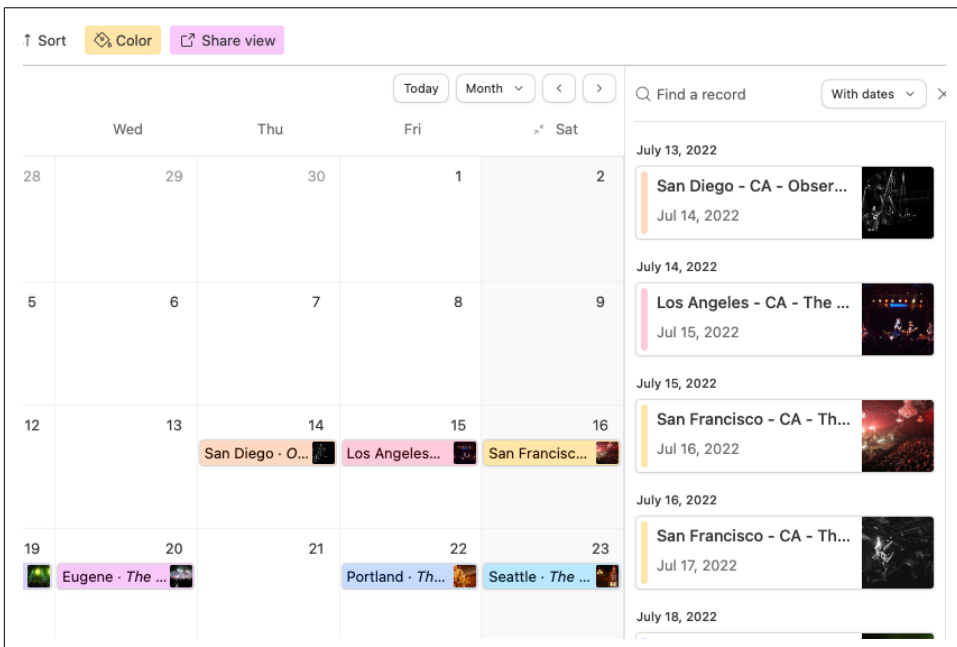 Sort Color Share view
Today Month
Find a record With dates
Wed Thu Fri Sat
28 29 30 1 2
5 6 7 8 9
12 13 14 15 16
San Diego · O... Los Angeles... San Francisc...
19 20 21 22 23
Eugene · The ... Portland · Th... Seattle · The ...
July 13, 2022
San Diego - CA - Obser...
Jul 14, 2022
July 14, 2022
Los Angeles - CA - The ...
Jul 15, 2022
July 15, 2022
San Francisco - CA - Th...
Jul 16, 2022
July 16, 2022
San Francisco - CA - Th...
Jul 17, 2022
July 18, 2022